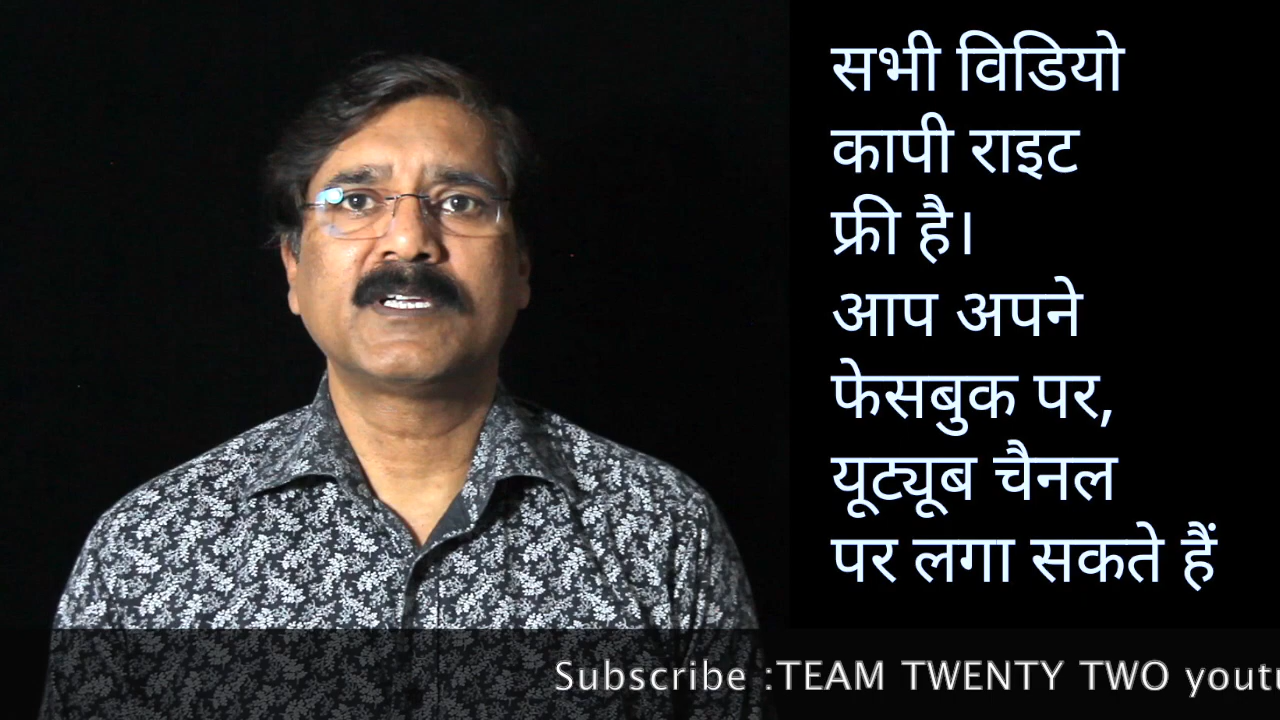 सभी विडियो
कापी राइट
फ्री है।
आप अपने
फेसबुक पर,
यूट्यूब चैनल
पर लगा सकते हैं
Subscribe :TEAM TWENTY TWO